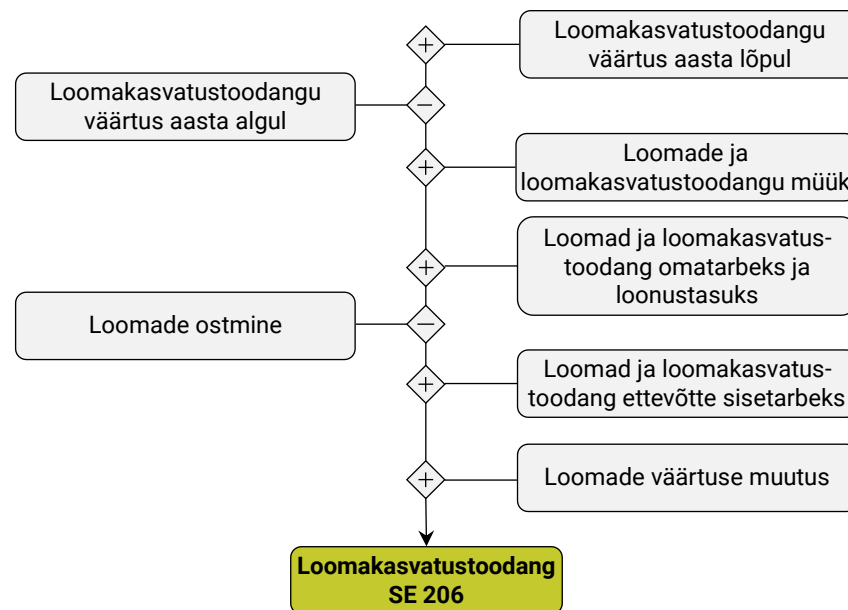 +
Loomakasvatustoodangu
väärtus aasta lõpul
Loomakasvatustoodangu
väärtus aasta algul
−
+
Loomade ja
loomakasvatustoodangu müük
+
Loomad ja loomakasvatus-
toodang omatarbeks ja
loonustasuks
Loomade ostmine
−
+
Loomad ja loomakasvatus-
toodang ettevõtte sisetarbeks
+
Loomade väärtuse muutus
Loomakasvatustoodang
SE 206